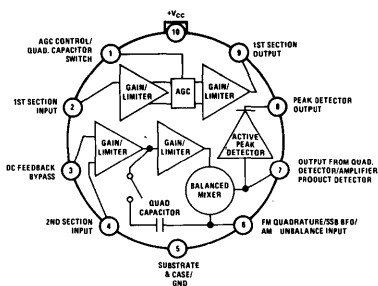 +VCC
10
AGC CONTROL/
QUAD. CAPACITOR
SWITCH
1
9
1ST SECTION
OUTPUT
GAIN/
LIMITER
AGC
GAIN/
LIMITER
1ST SECTION
INPUT
2
8
PEAK DETECTOR
OUTPUT
GAIN/
LIMITER
GAIN/
LIMITER
ACTIVE
PEAK
DETECTOR
DC FEEDBACK
BYPASS
3
7
OUTPUT FROM QUAD.
DETECTOR/AMPLIFIER
PRODUCT DETECTOR
BALANCED
MIXER
QUAD
CAPACITOR
2ND SECTION
INPUT
4
6
FM QUADRATURE/SSB BFO/
AM UNBALANCE INPUT
5
SUBSTRATE
& CASE/
GND